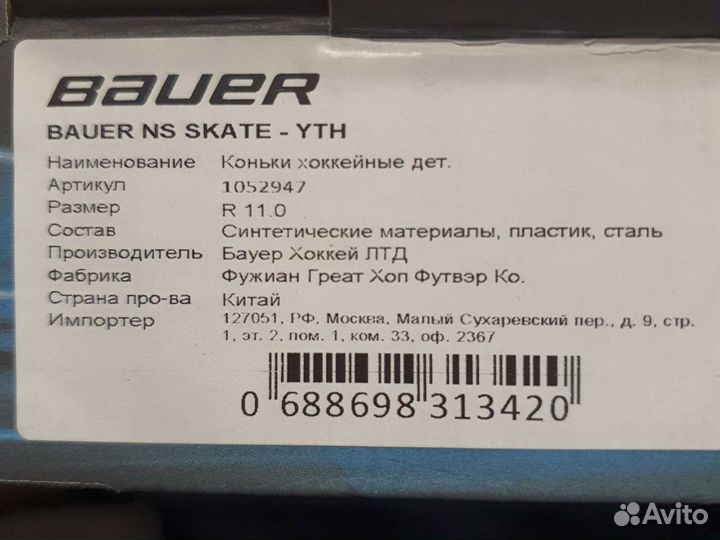 BAUER
BAUER NS SKATE - YTH
Наименование Коньки хоккейные дет.
Артикул 1052947
Размер R 11.0
Состав Синтетические материалы, пластик, сталь
Производитель Бауер Хоккей ЛТД
Фабрика Фужиан Греат Хоп Футвэр Ко.
Страна про-ва Китай
Импортер 127051, РФ, Москва, Малый Сухаревский пер., д. 9, стр.
1, эт. 2, пом. 1, ком. 33, оф. 2367
0 688698 313420
Avito